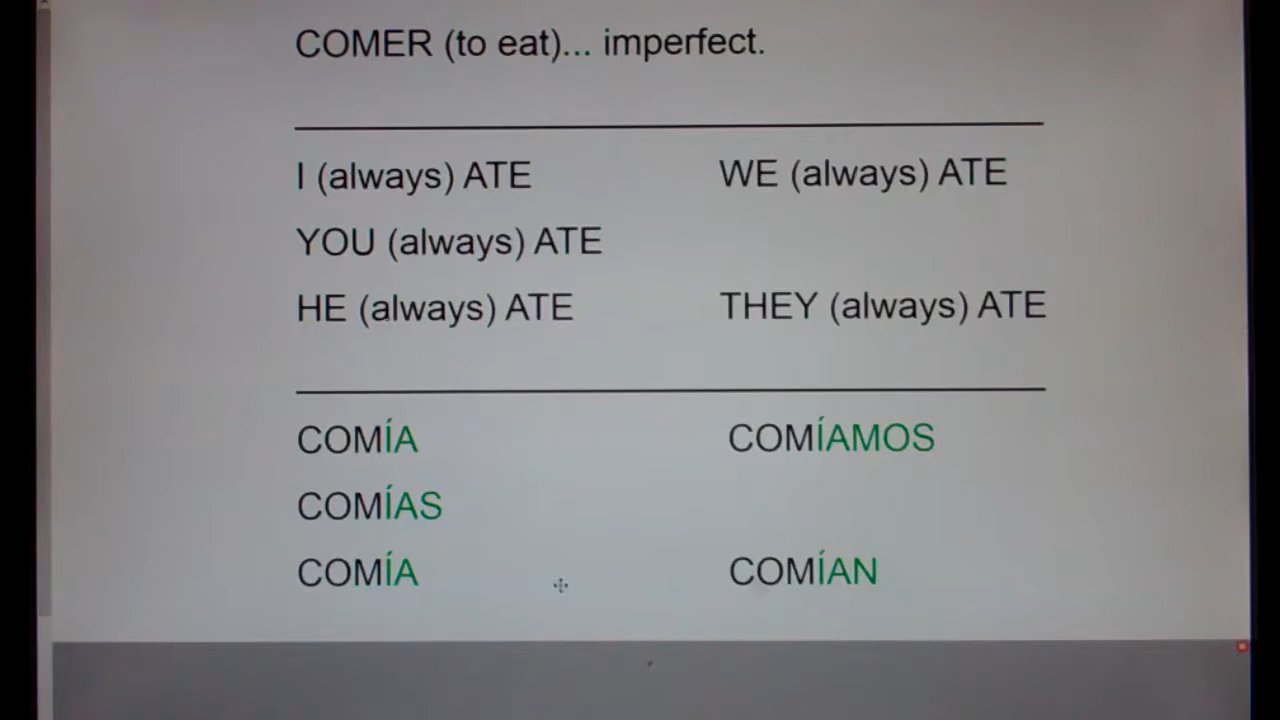 COMER (to eat)... imperfect.
I (always) ATE WE (always) ATE
YOU (always) ATE
HE (always) ATE THEY (always) ATE
COMÍA COMÍAMOS
COMÍAS
COMÍA COMÍAN